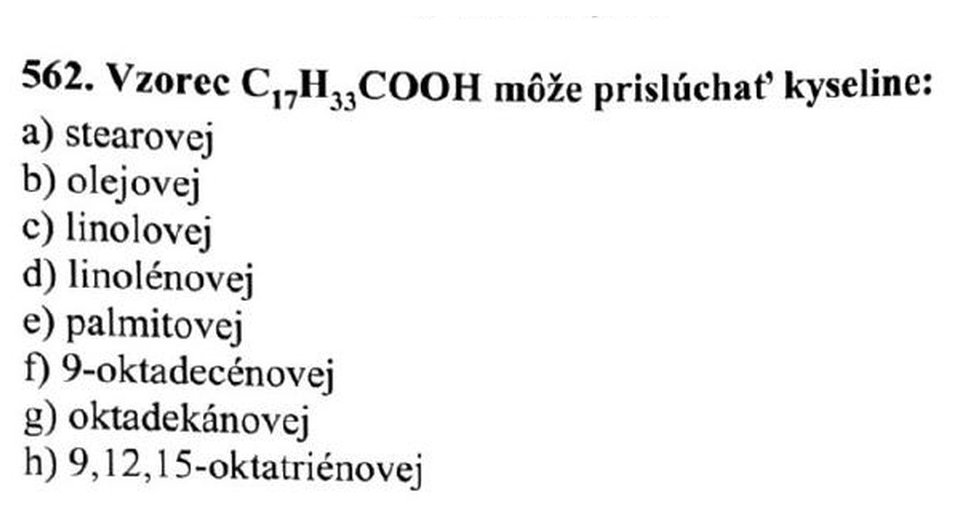 562. Vzorec C₁₇H₃₃COOH môže prislúchať kyseline:
a) stearovej
b) olejovej
c) linolovej
d) linolénovej
e) palmitovej
f) 9-oktadecénovej
g) oktadekánovej
h) 9,12,15-oktatriénovej